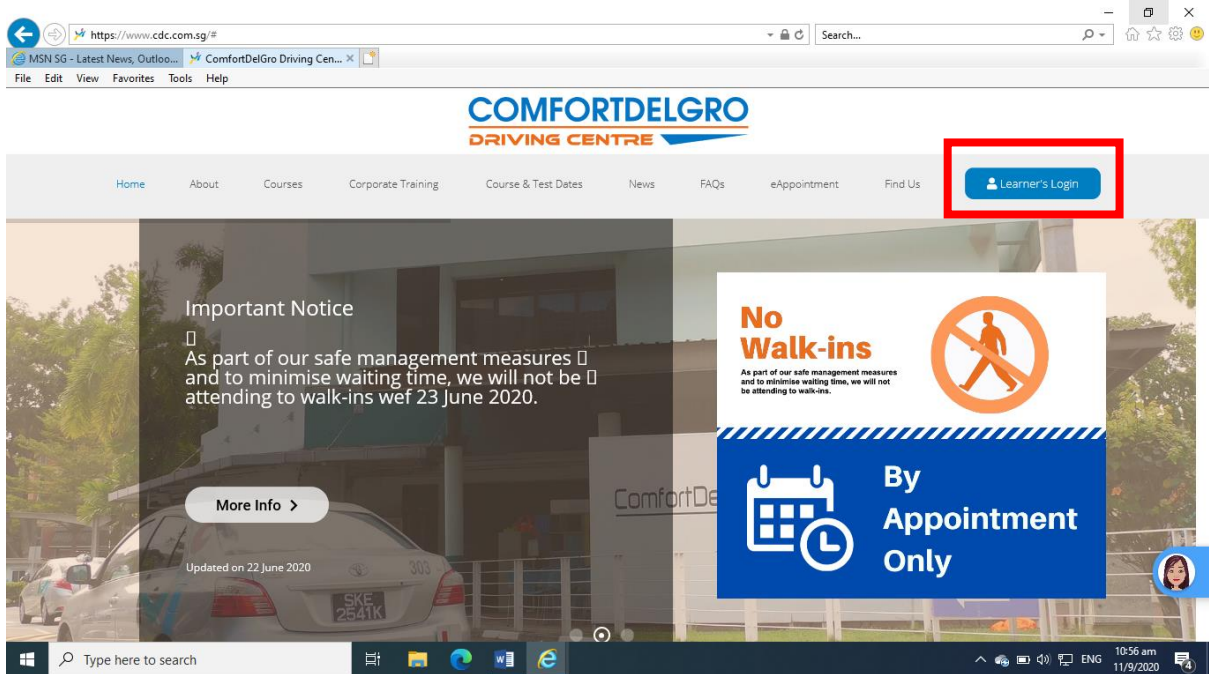 https://www.cdc.com.sg/#
Search...
MSN SG - Latest News, Outloo...
ComfortDelGro Driving Cen...
File Edit View Favorites Tools Help
COMFORTDELGRO
DRIVING CENTRE
Home About Courses Corporate Training Course & Test Dates News FAQs eAppointment Find Us Learner's Login
Important Notice
As part of our safe management measures
and to minimise waiting time, we will not be
attending to walk-ins wef 23 June 2020.
More Info
Updated on 22 June 2020
No
Walk-ins
As part of our safe management measures
and to minimise waiting time, we will not
be attending to walk-ins.
By
Appointment
Only
ComfortDe
303
SKE
2541K
Type here to search
ENG
10:56 am
11/9/2020
4